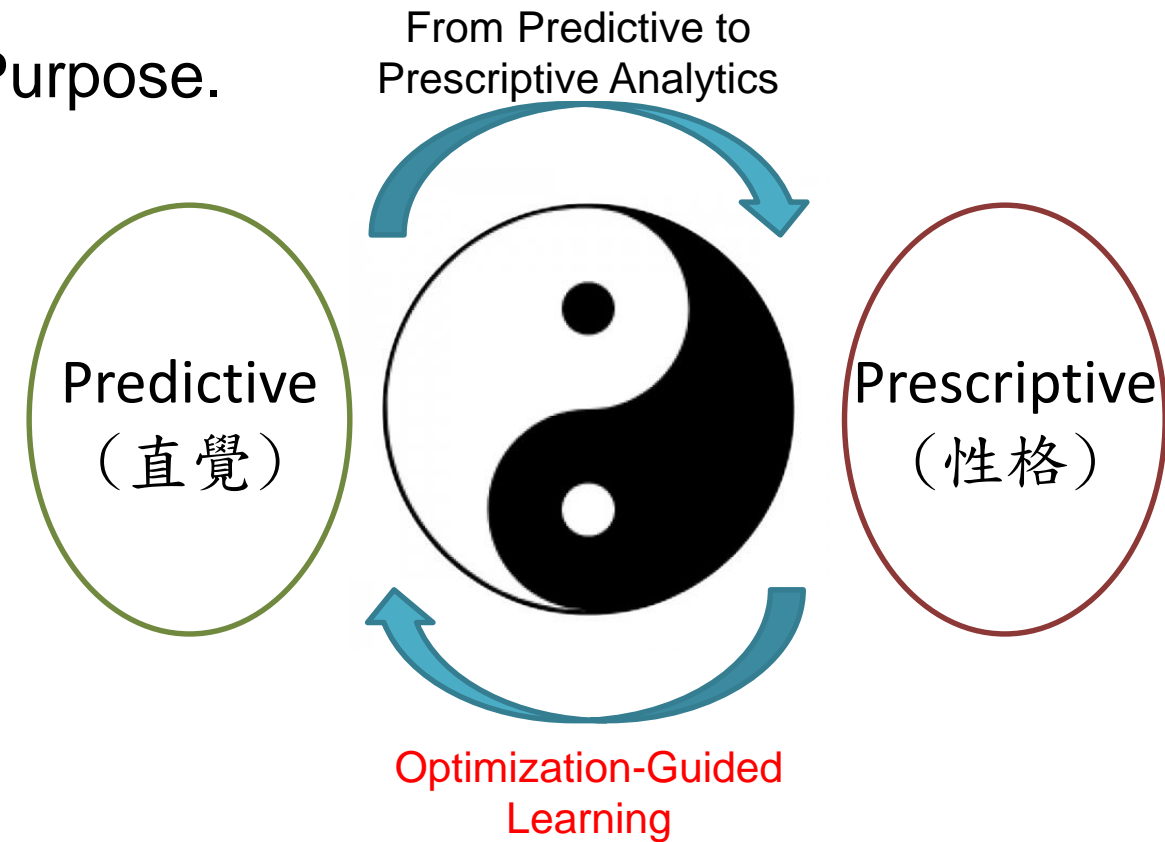 From Predictive to
Purpose.
Prescriptive Analytics
Predictive
（直覺）
Prescriptive
（性格）
Optimization-Guided
Learning